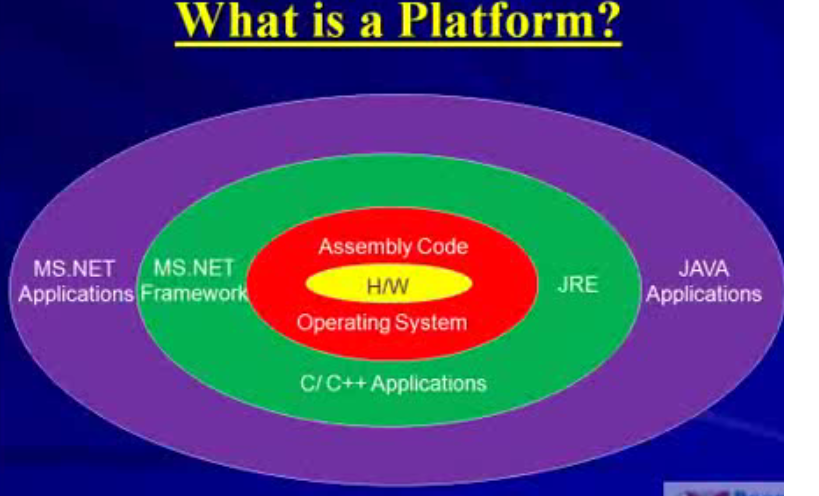 What is a Platform?
Assembly Code
MS.NET
Applications
MS.NET
Framework
H/W
JRE
JAVA
Applications
Operating System
C/ C++ Applications